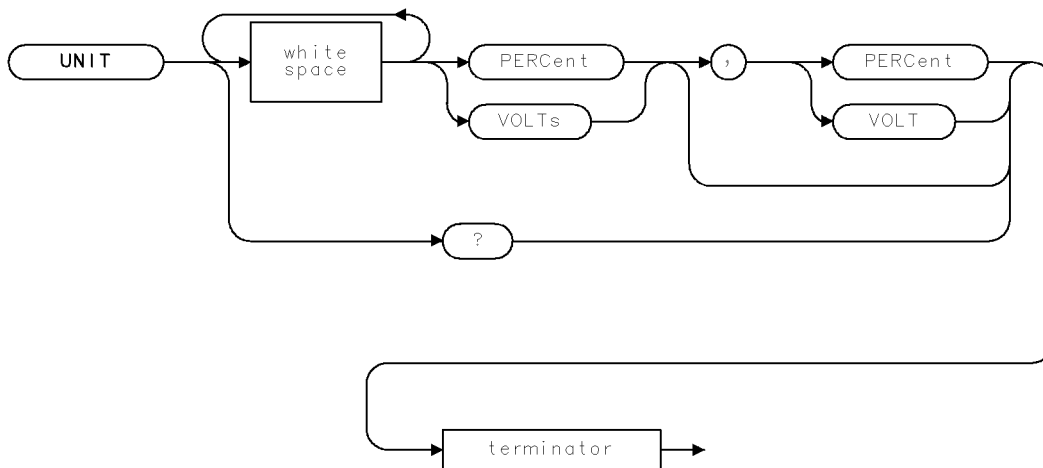 UNIT
white
space
PERCent
,
PERCent
VOLTs
VOLT
?
terminator